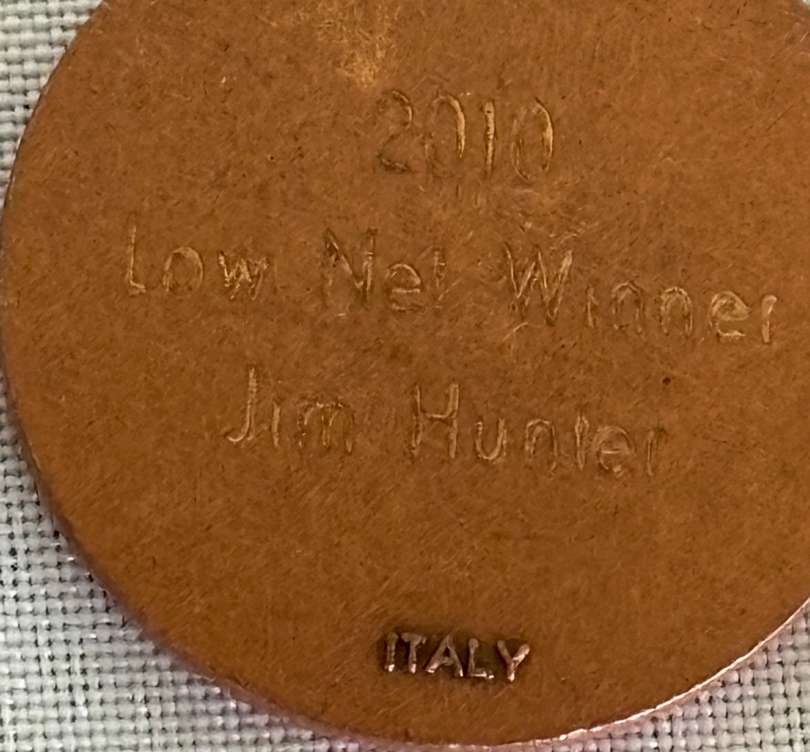 2010
Low Net Winner
Jim Hunter
ITALY